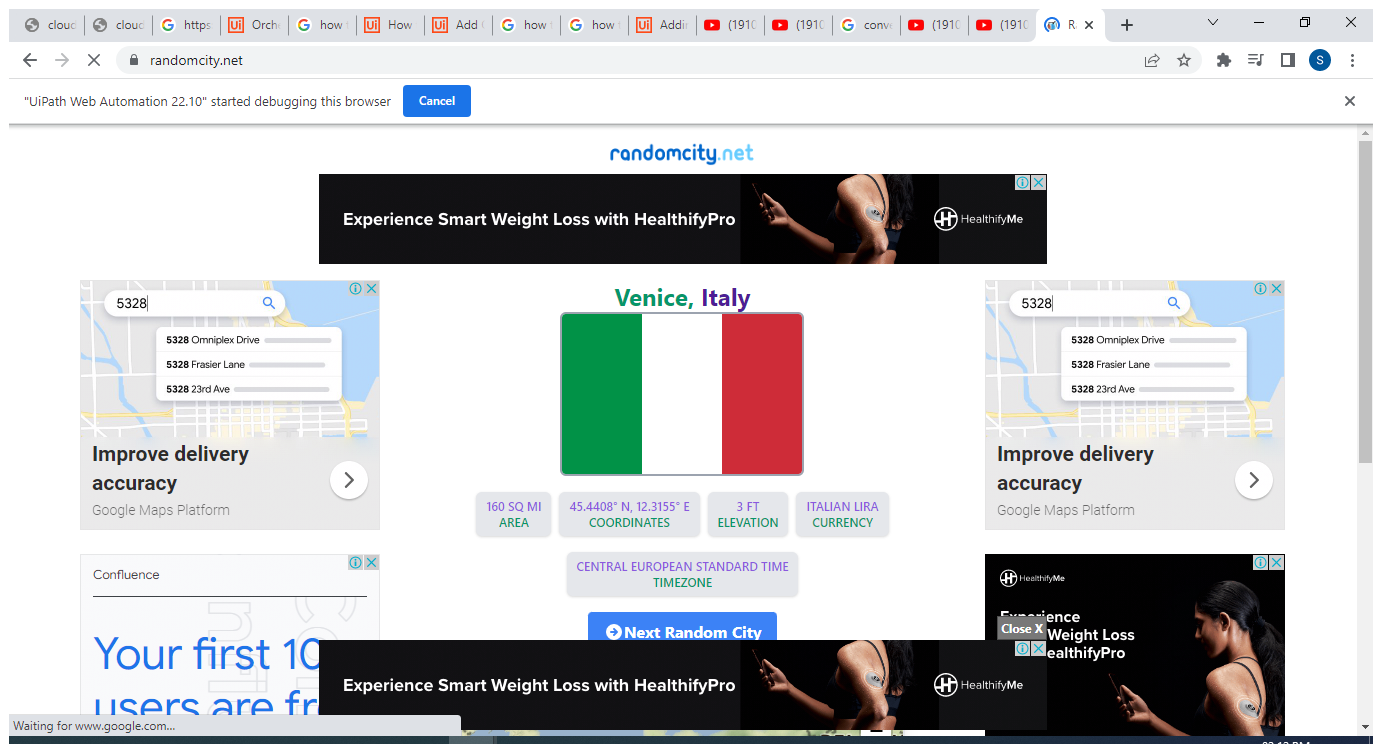 cloud
cloud
https
Orche
how t
How
Add
how t
how t
Addin
(1910
(1910
conve
(1910
(1910
R
randomcity.net
S
"UiPath Web Automation 22.10" started debugging this browser
Cancel
randomcity.net
Experience Smart Weight Loss with HealthifyPro
HealthifyMe
5328
5328 Omniplex Drive
5328 Frasier Lane
5328 23rd Ave
Improve delivery
accuracy
Google Maps Platform
Venice, Italy
160 SQ MI
AREA
45.4408° N, 12.3155° E
COORDINATES
3 FT
ELEVATION
ITALIAN LIRA
CURRENCY
CENTRAL EUROPEAN STANDARD TIME
TIMEZONE
Next Random City
5328
5328 Omniplex Drive
5328 Frasier Lane
5328 23rd Ave
Improve delivery
accuracy
Google Maps Platform
Confluence
Your first 10
users are fr
HealthifyMe
Experience
Close X
Weight Loss
HealthifyPro
Experience Smart Weight Loss with HealthifyPro
HealthifyMe
Waiting for www.google.com...